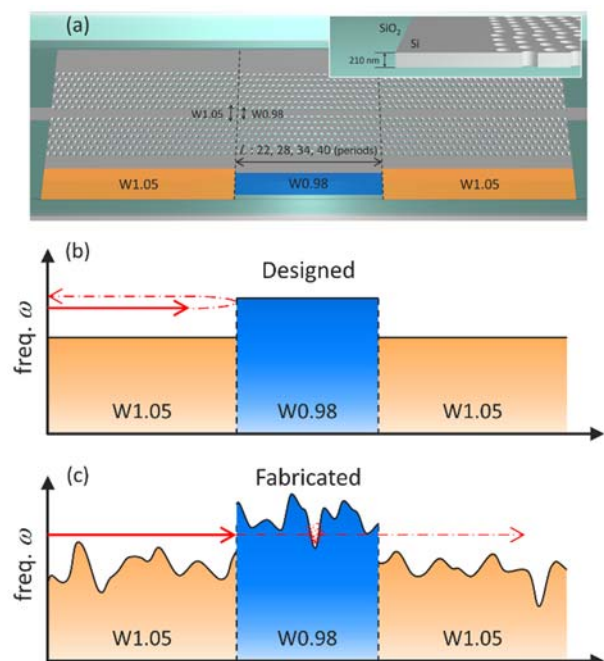 (a)
SiO2
Si
210 nm
W1.05
W0.98
L : 22, 28, 34, 40 (periods)
W1.05
W0.98
W1.05
(b)
Designed
freq. ω
W1.05
W0.98
W1.05
(c)
Fabricated
freq. ω
W1.05
W0.98
W1.05